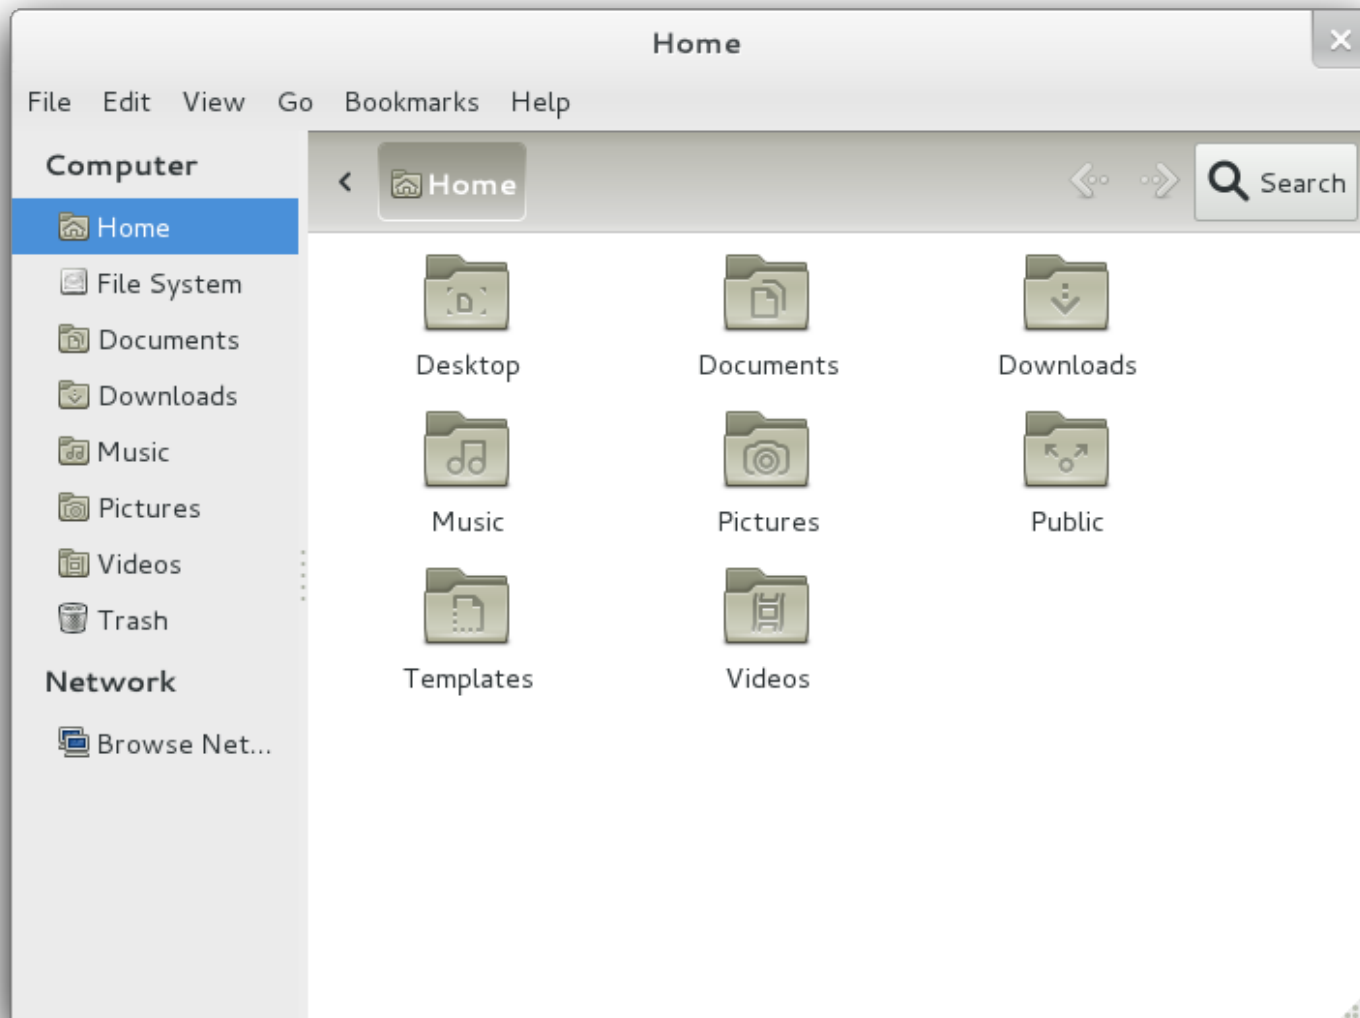 Home
File Edit View Go Bookmarks Help
Computer
Home
File System
Documents
Downloads
Music
Pictures
Videos
Trash
Network
Browse Net...
Home
Search
Desktop Documents Downloads
Music Pictures Public
Templates Videos